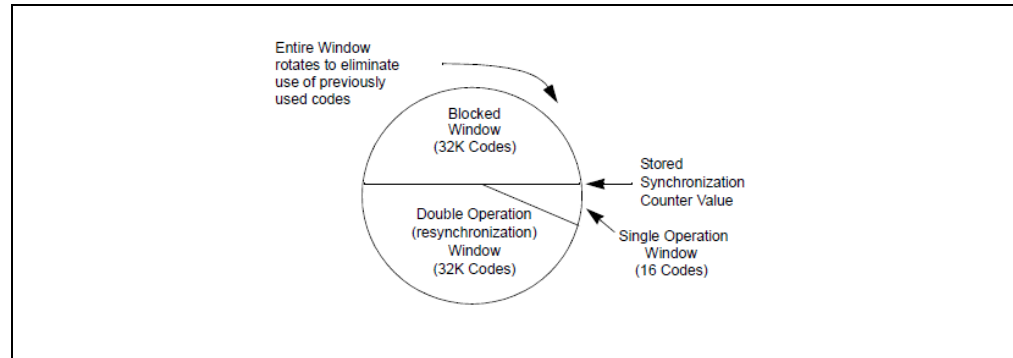 Entire Window
rotates to eliminate
use of previously
used codes
Blocked
Window
(32K Codes)
Stored
Synchronization
Counter Value
Double Operation
(resynchronization)
Window
(32K Codes)
Single Operation
Window
(16 Codes)